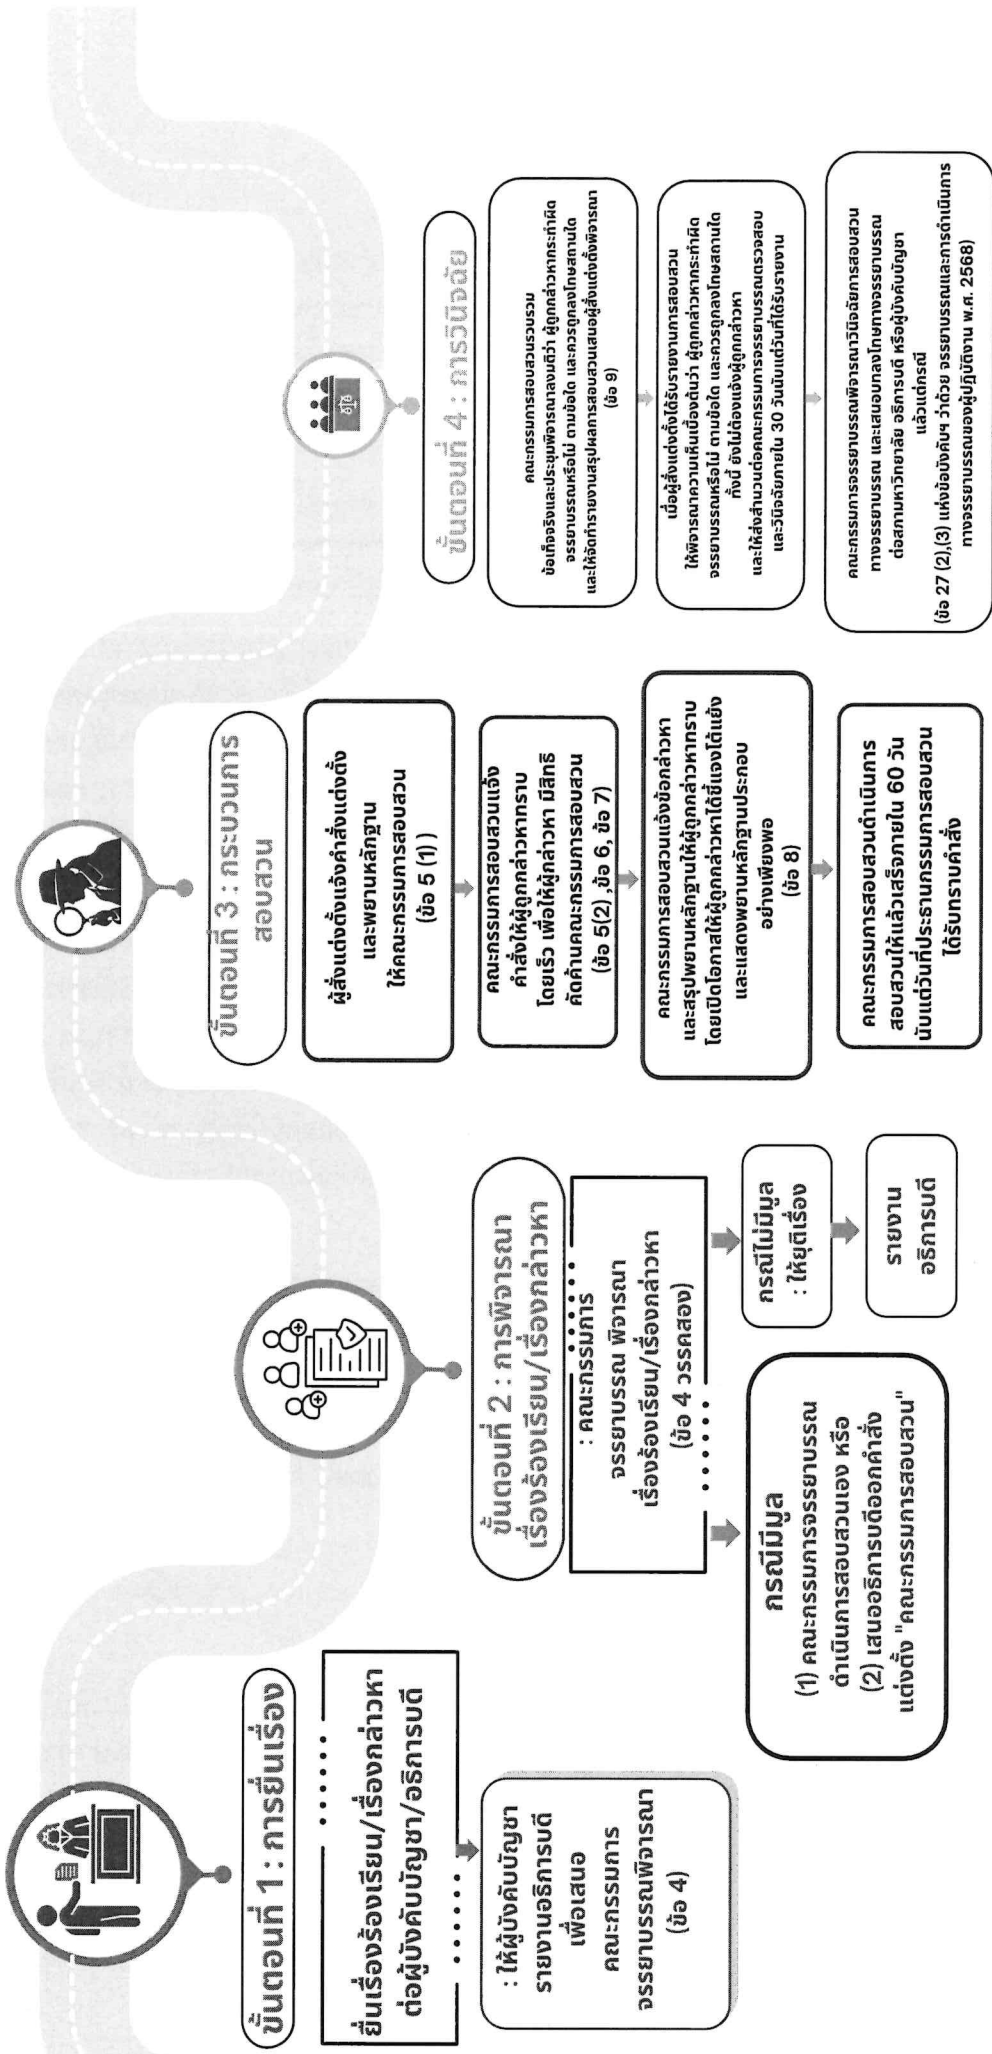 ขั้นตอนที่ 1 : การยื่นเรื่อง
ยื่นเรื่องร้องเรียน/เรื่องกล่าวหา
ต่อผู้บังคับบัญชา/อธิการบดี
: ให้ผู้บังคับบัญชา
รายงานอธิการบดี
เพื่อเสนอ
คณะกรรมการ
จรรยาบรรณพิจารณา
(ข้อ 4)
ขั้นตอนที่ 2 : การพิจารณา
เรื่องร้องเรียน/เรื่องกล่าวหา
: คณะกรรมการ
จรรยาบรรณ พิจารณา
เรื่องร้องเรียน/เรื่องกล่าวหา
(ข้อ 4 วรรคสอง)
กรณีมีมูล
(1) คณะกรรมการจรรยาบรรณ
ดำเนินการสอบสวนเอง หรือ
(2) เสนออธิการบดีออกคำสั่ง
แต่งตั้ง "คณะกรรมการสอบสวน"
กรณีไม่มีมูล
: ให้ยุติเรื่อง
รายงาน
อธิการบดี
ขั้นตอนที่ 3 : กระบวนการ
สอบสวน
ผู้สั่งแต่งตั้งแจ้งคำสั่งแต่งตั้ง
และพยานหลักฐาน
ให้คณะกรรมการสอบสวน
(ข้อ 5 (1) )
คณะกรรมการสอบสวนแจ้ง
คำสั่งให้ผู้ถูกกล่าวหาทราบ
โดยเร็ว เพื่อให้ผู้กล่าวหา มีสิทธิ
คัดค้านคณะกรรมการสอบสวน
(ข้อ 5(2) ,ข้อ 6, ข้อ 7)
คณะกรรมการสอบสวนแจ้งข้อกล่าวหา
และสรุปพยานหลักฐานให้ผู้ถูกกล่าวหาทราบ
โดยเปิดโอกาสให้ผู้ถูกกล่าวหาได้ชี้แจงโต้แย้ง
และแสดงพยานหลักฐานประกอบ
อย่างเพียงพอ
(ข้อ 8)
คณะกรรมการสอบสวนดำเนินการ
สอบสวนให้แล้วเสร็จภายใน 60 วัน
นับแต่วันที่ประธานกรรมการสอบสวน
ได้รับทราบคำสั่ง
ขั้นตอนที่ 4 : การวินิจฉัย
คณะกรรมการสอบสวนรวบรวม
ข้อเท็จจริงและประชุมพิจารณาลงมติว่า ผู้ถูกกล่าวหากระทำผิด
จรรยาบรรณหรือไม่ ตามข้อใด และควรถูกลงโทษสถานใด
และให้จัดทำรายงานสรุปผลการสอบสวนเสนอผู้สั่งแต่งตั้งพิจารณา
(ข้อ 9)
เมื่อผู้สั่งแต่งตั้งได้รับรายงานการสอบสวน
ให้พิจารณาความเห็นเบื้องต้นว่า ผู้ถูกกล่าวหากระทำผิด
จรรยาบรรณหรือไม่ ตามข้อใด และควรถูกลงโทษสถานใด
ทั้งนี้ ยังไม่ต้องแจ้งผู้ถูกกล่าวหา
และให้ส่งสำนวนต่อคณะกรรมการจรรยาบรรณตรวจสอบ
และวินิจฉัยภายใน 30 วันนับแต่วันที่ได้รับรายงาน
คณะกรรมการจรรยาบรรณพิจารณาวินิจฉัยการสอบสวน
ทางจรรยาบรรณ และเสนอบทลงโทษทางจรรยาบรรณ
ต่อสภามหาวิทยาลัย อธิการบดี หรือผู้บังคับบัญชา
แล้วแต่กรณี
(ข้อ 27 (2),(3) แห่งข้อบังคับฯ ว่าด้วย จรรยาบรรณและการดำเนินการ
ทางจรรยาบรรณของผู้ปฏิบัติงาน พ.ศ. 2568)